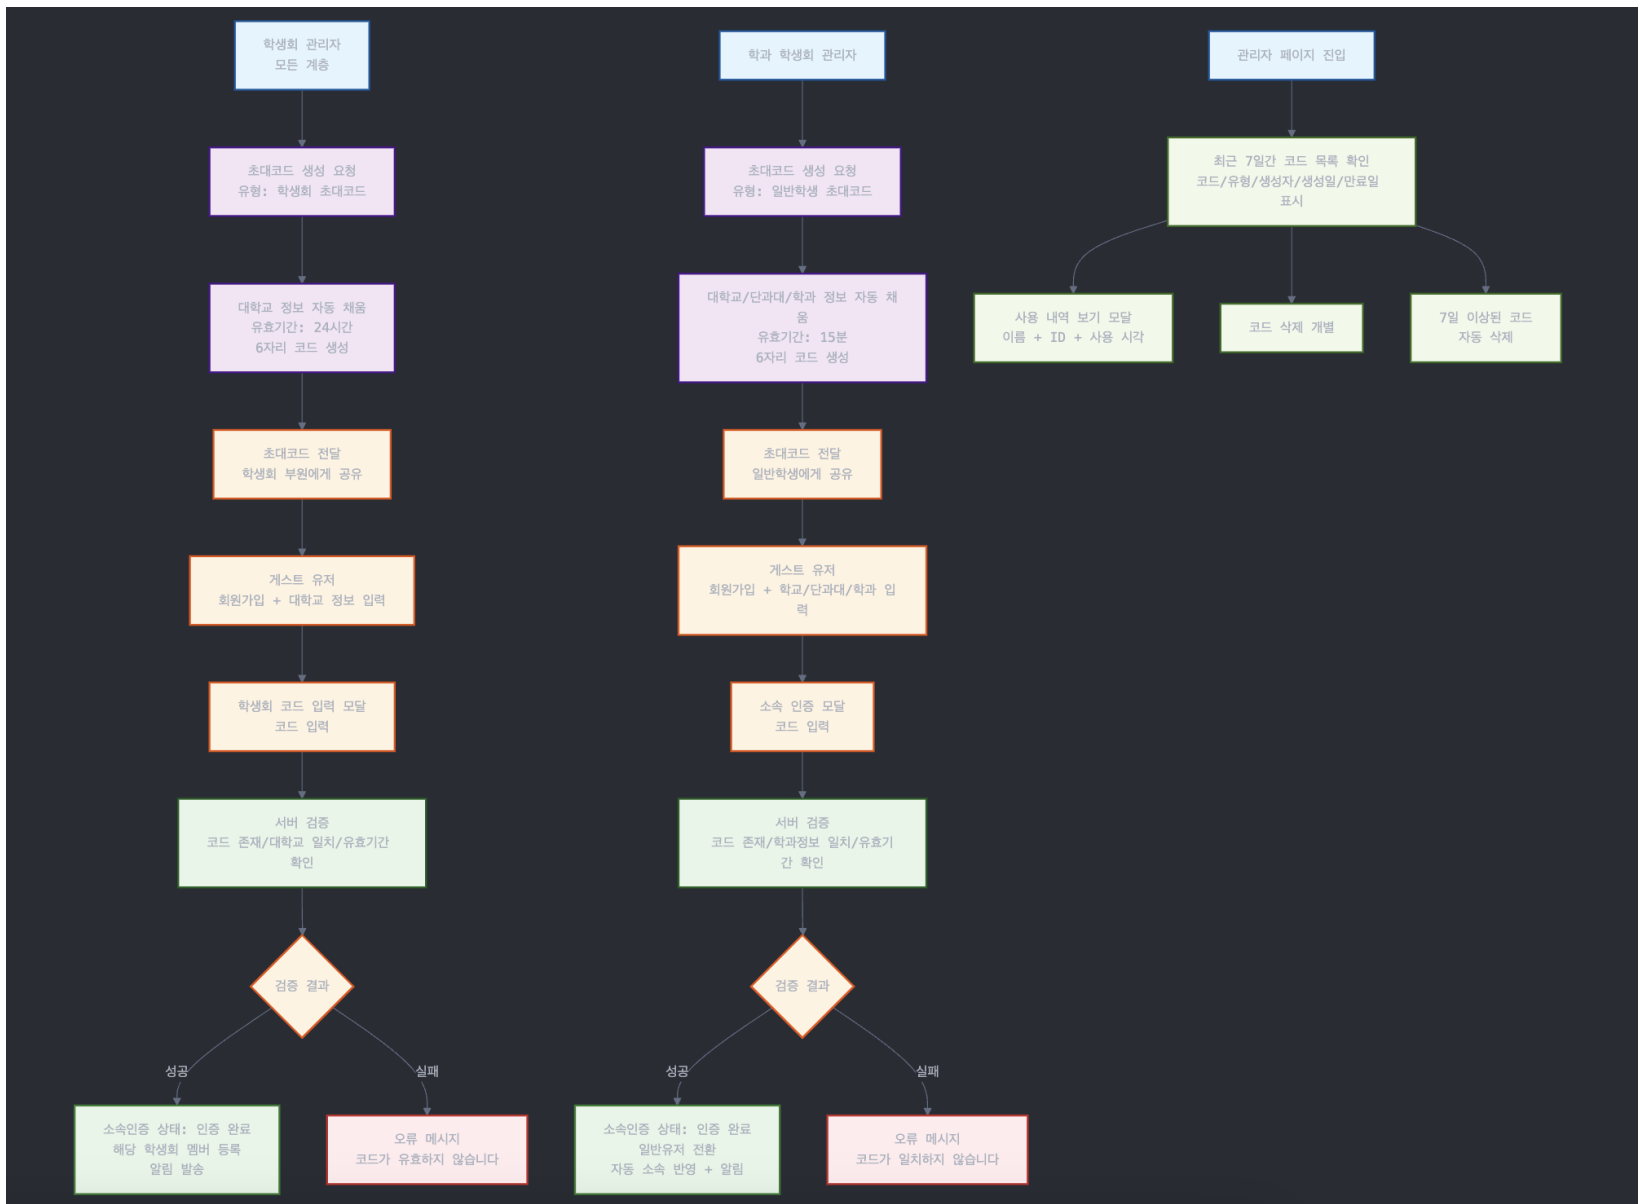 학생회 관리자
모든 계층
초대코드 생성 요청
유형: 학생회 초대코드
대학교 정보 자동 채움
유효기간: 24시간
6자리 코드 생성
초대코드 전달
학생회 부원에게 공유
게스트 유저
회원가입 + 대학교 정보 입력
학생회 코드 입력 모달
코드 입력
서버 검증
코드 존재/대학교 일치/유효기간
확인
검증 결과
성공
실패
소속인증 상태: 인증 완료
해당 학생회 멤버 등록
알림 발송
오류 메시지
코드가 유효하지 않습니다
학과 학생회 관리자
초대코드 생성 요청
유형: 일반학생 초대코드
대학교/단과대/학과 정보 자동 채
움
유효기간: 15분
6자리 코드 생성
초대코드 전달
일반학생에게 공유
게스트 유저
회원가입 + 학교/단과대/학과 입
력
소속 인증 모달
코드 입력
서버 검증
코드 존재/학과정보 일치/유효기
간 확인
검증 결과
성공
실패
소속인증 상태: 인증 완료
일반유저 전환
자동 소속 반영 + 알림
오류 메시지
코드가 일치하지 않습니다
관리자 페이지 진입
최근 7일간 코드 목록 확인
코드/유형/생성자/생성일/만료일
표시
사용 내역 보기 모달
이름 + ID + 사용 시각
코드 삭제 개별
7일 이상된 코드
자동 삭제